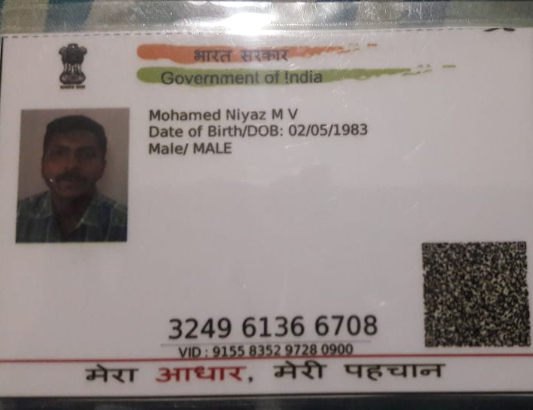 भारत सरकार
Government of India
Mohamed Niyaz M V
Date of Birth/DOB: 02/05/1983
Male/ MALE
3249 6136 6708
VID : 9155 8352 9728 0900
मेरा आधार, मेरी पहचान